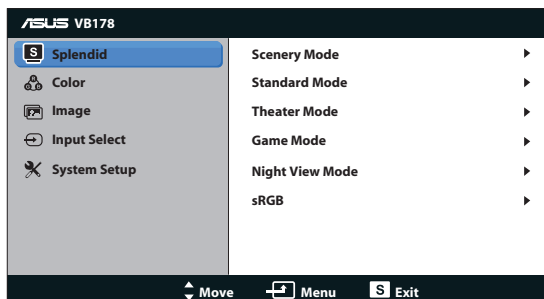 ASUS VB178
S Splendid
Color
Image
Input Select
System Setup
Scenery Mode
Standard Mode
Theater Mode
Game Mode
Night View Mode
sRGB
Move Menu S Exit